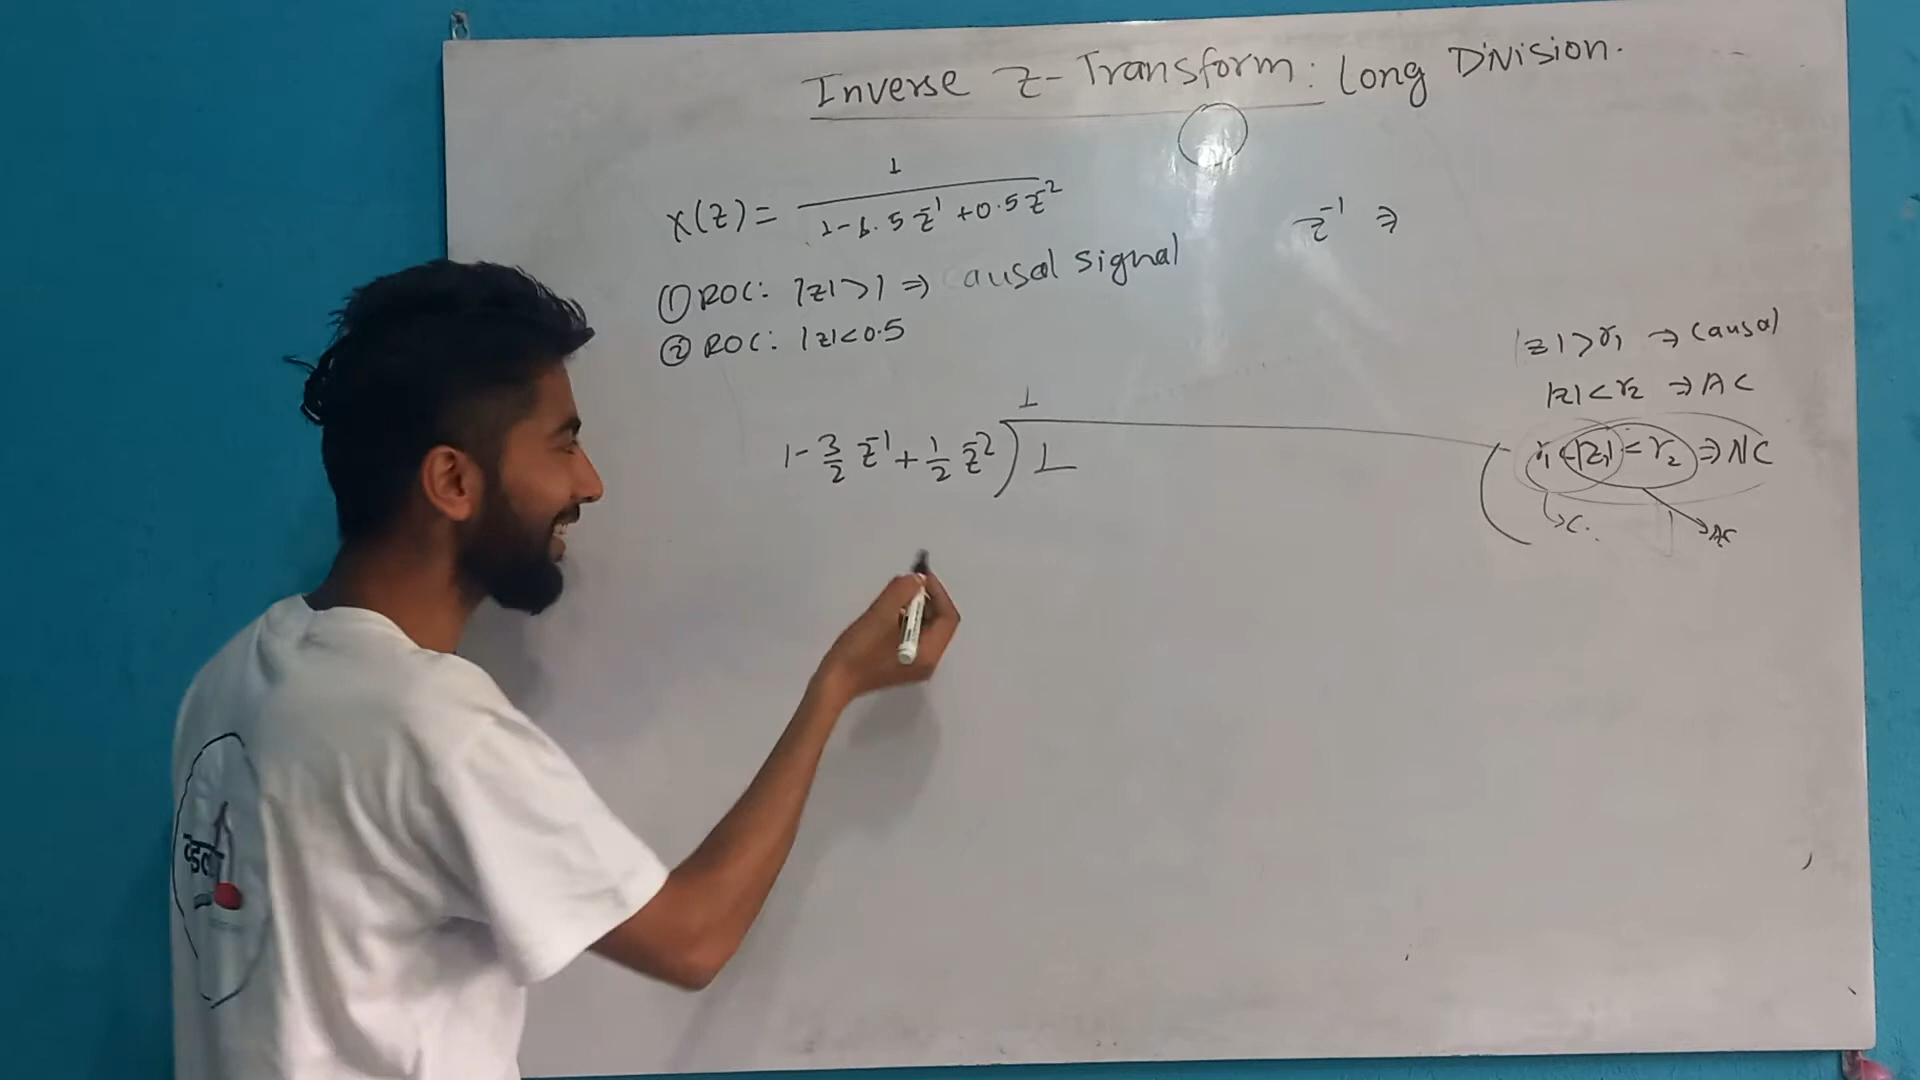 Inverse Z-Transform: Long Division.
X(z) = 1 / (1-1.5z⁻¹+0.5z⁻²)
z⁻¹ ⇒
① ROC: |z|>1 ⇒ causal signal
② ROC: |z|<0.5
|z|>r₁ ⇒ causal
|z|<r₂ ⇒ AC
r₁<|z|<r₂ ⇒ NC
↳C.
↘AC
1
1-3/2 z⁻¹+1/2 z⁻²) 1